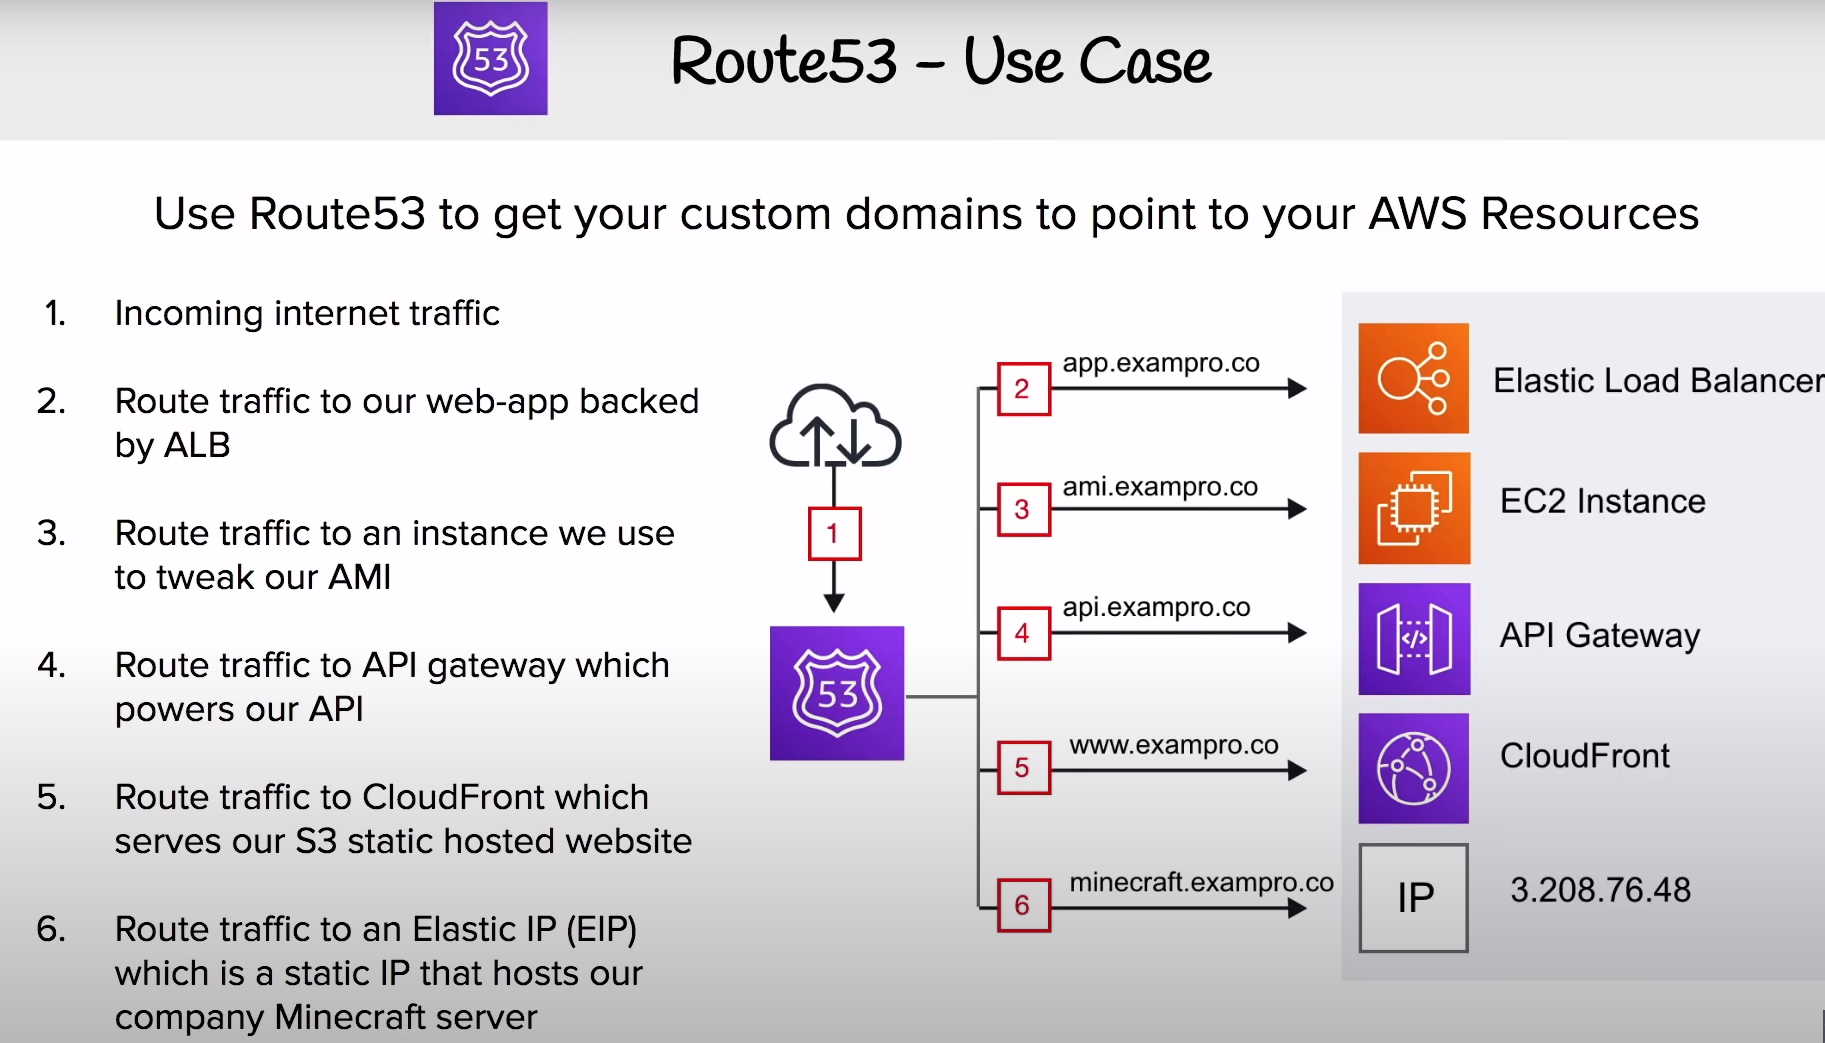 53
Route53 – Use Case
Use Route53 to get your custom domains to point to your AWS Resources
1. Incoming internet traffic
2. Route traffic to our web-app backed
by ALB
3. Route traffic to an instance we use
to tweak our AMI
4. Route traffic to API gateway which
powers our API
5. Route traffic to CloudFront which
serves our S3 static hosted website
6. Route traffic to an Elastic IP (EIP)
which is a static IP that hosts our
company Minecraft server
1
53
2 app.exampro.co
Elastic Load Balancer
3 ami.exampro.co
EC2 Instance
4 api.exampro.co
</>
API Gateway
5 www.exampro.co
CloudFront
6 minecraft.exampro.co
IP 3.208.76.48